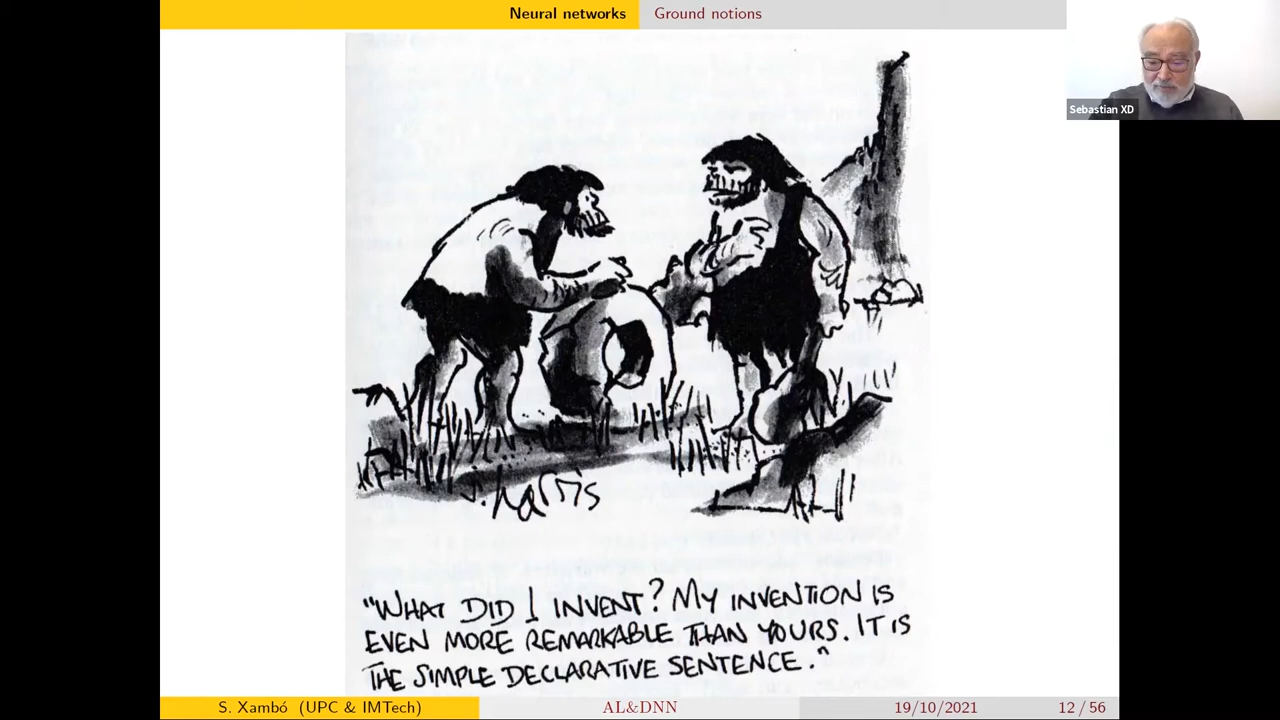 Neural networks
Ground notions
Sebastian XD
s.harris
"WHAT DID I INVENT? MY INVENTION IS
EVEN MORE REMARKABLE THAN YOURS. IT IS
THE SIMPLE DECLARATIVE SENTENCE."
S. Xambó (UPC & IMTech)
AL&DNN
19/10/2021
12 / 56